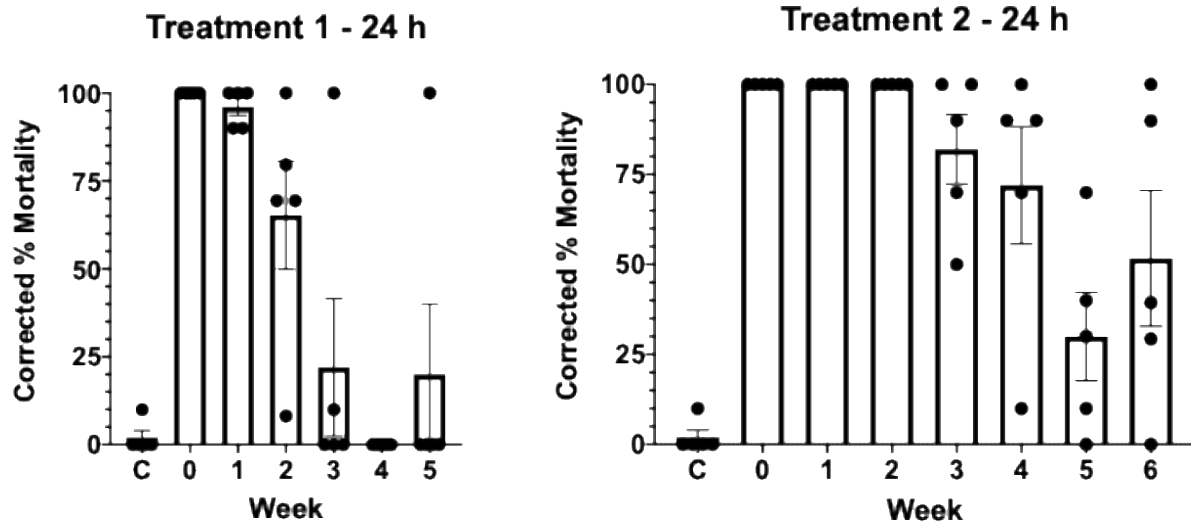 Treatment 1 - 24 h
Corrected % Mortality
100
75
50
25
0
C 0 1 2 3 4 5
Week
Treatment 2 - 24 h
Corrected % Mortality
100
75
50
25
0
C 0 1 2 3 4 5 6
Week